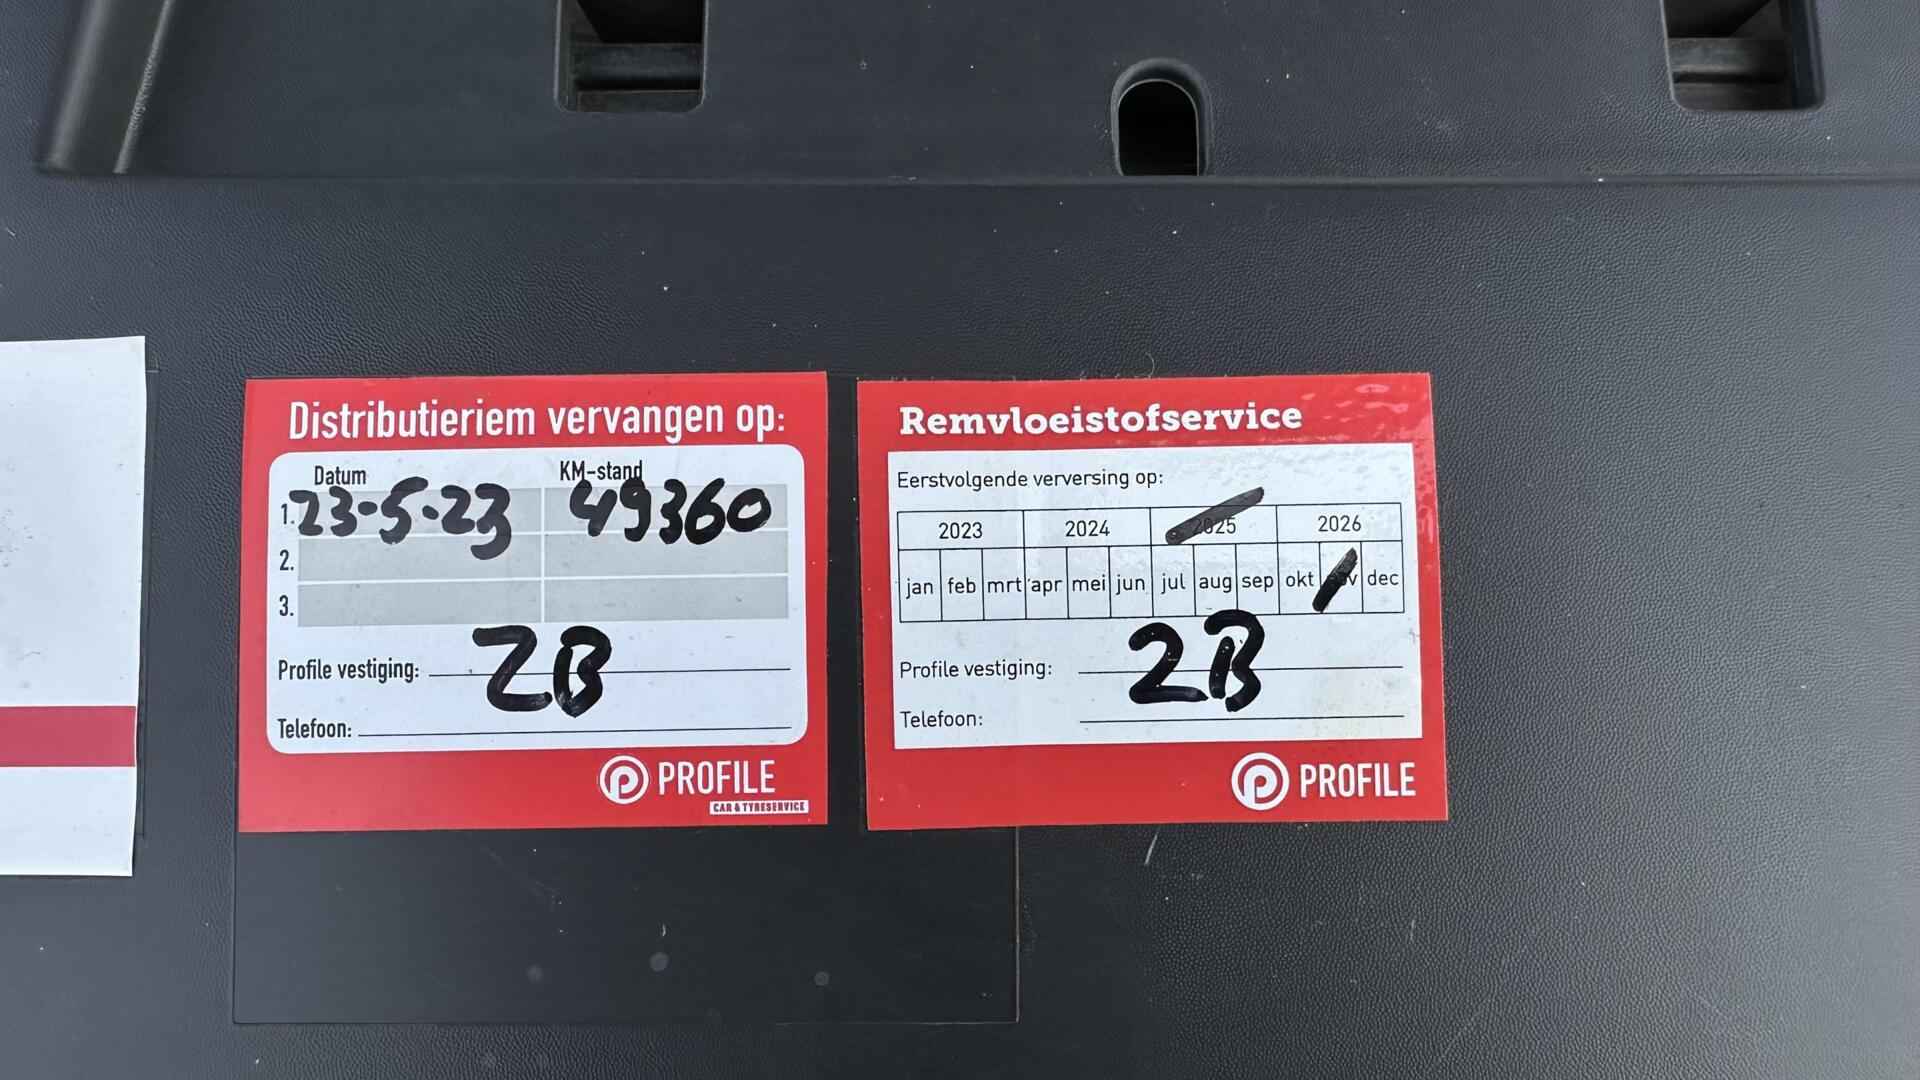 Distributieriem vervangen op:
Datum KM-stand
1. 23-5-23 49360
2.
3.
Profile vestiging: ZB
Telefoon:
PROFILE
CAR & TYRESERVICE
Remvloeistofservice
Eerstvolgende verversing op:
2023 2024 2025 2026
jan feb mrt apr mei jun jul aug sep okt nov dec
Profile vestiging: ZB
Telefoon:
PROFILE